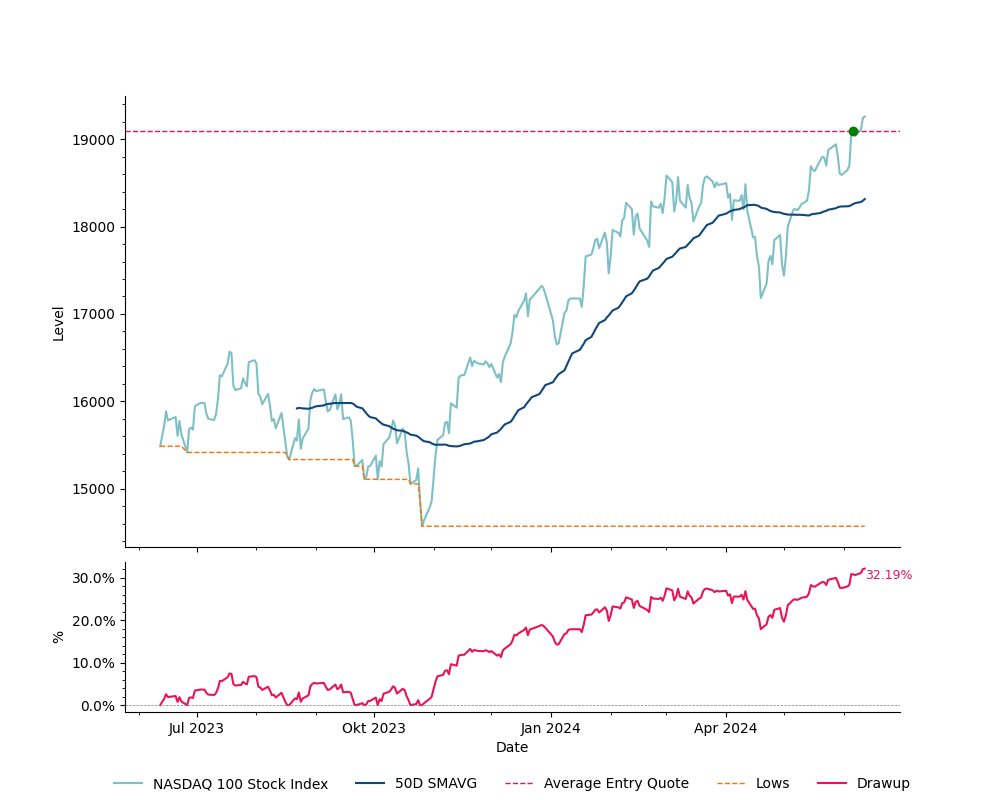 19000
18000
17000
16000
15000
Level
30.0%
20.0%
10.0%
0.0%
%
32.19%
Jul 2023
Okt 2023
Jan 2024
Apr 2024
Date
NASDAQ 100 Stock Index
50D SMAVG
Average Entry Quote
Lows
Drawup